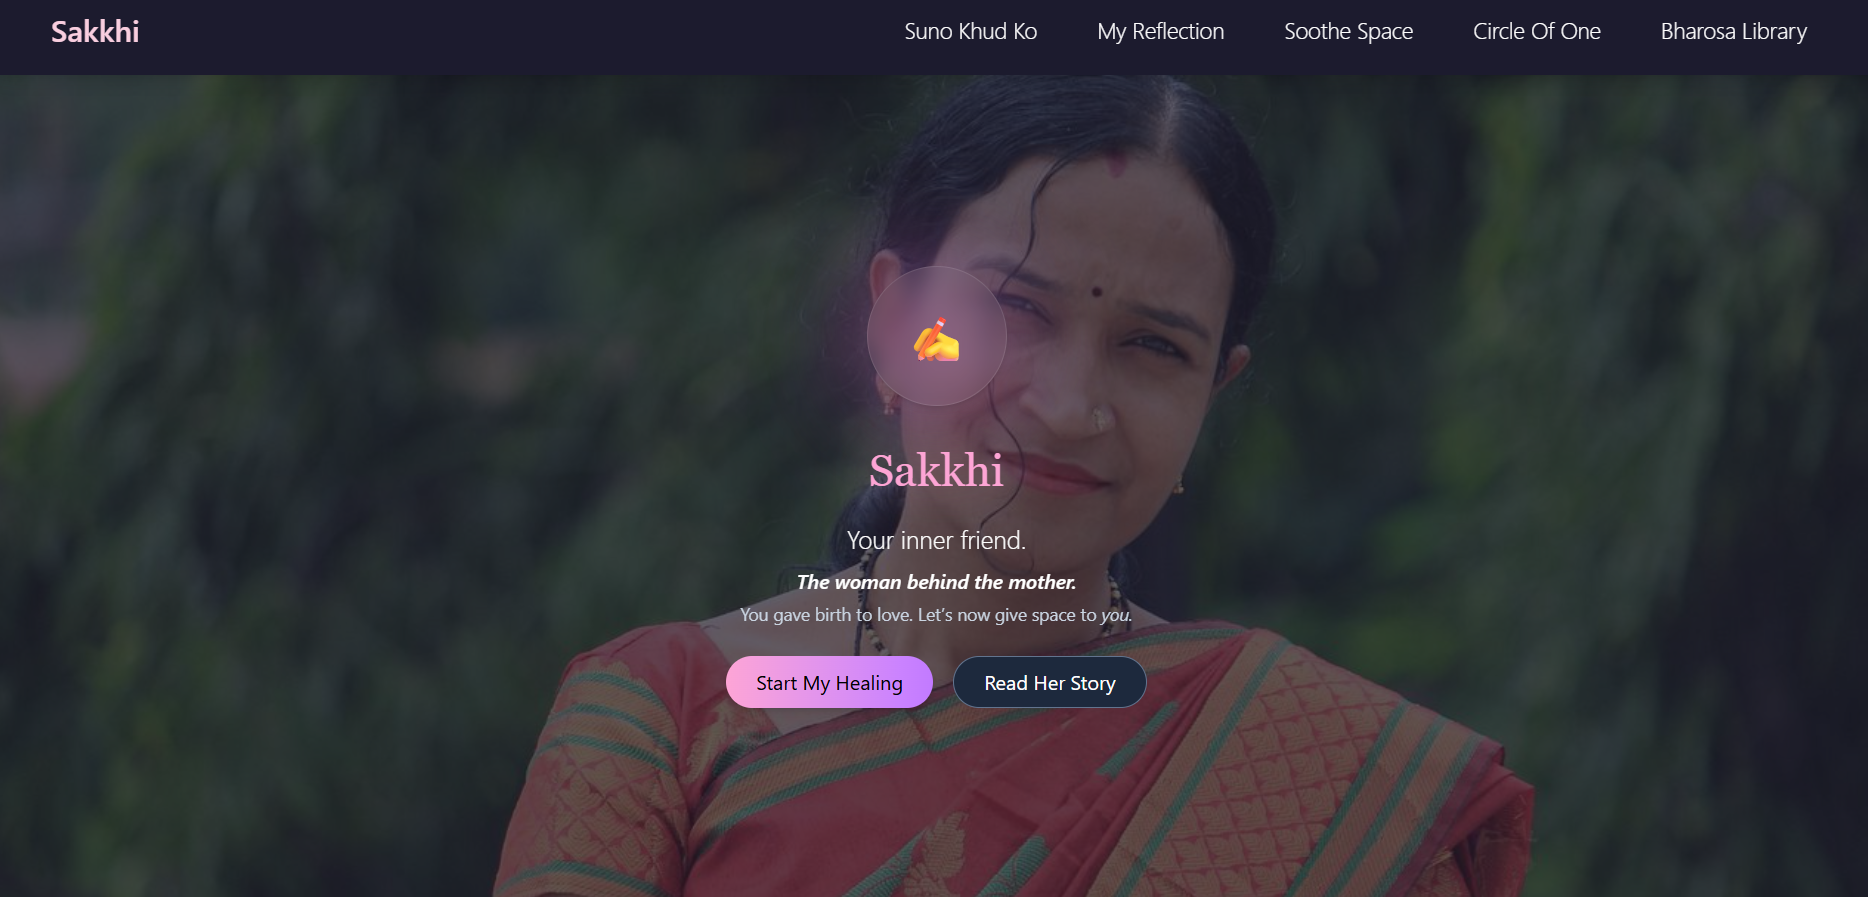 Sakkhi
Suno Khud Ko
My Reflection
Soothe Space
Circle Of One
Bharosa Library
Sakkhi
Your inner friend.
The woman behind the mother.
You gave birth to love. Let’s now give space to you.
Start My Healing
Read Her Story